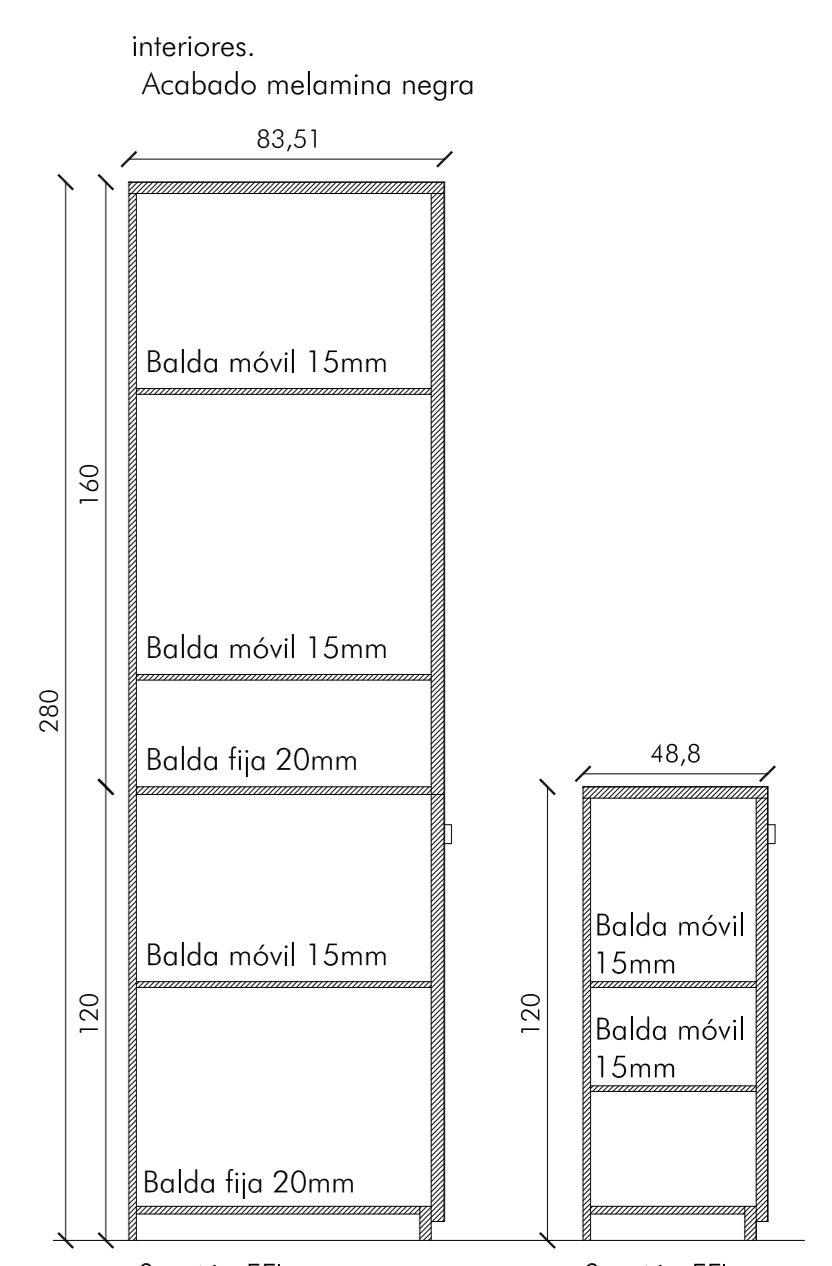 interiores.
Acabado melamina negra
83,51
Balda móvil 15mm
160
Balda móvil 15mm
280
Balda fija 20mm
48,8
Balda móvil 15mm
120
Balda fija 20mm
120
Balda móvil
15mm
Balda móvil
15mm